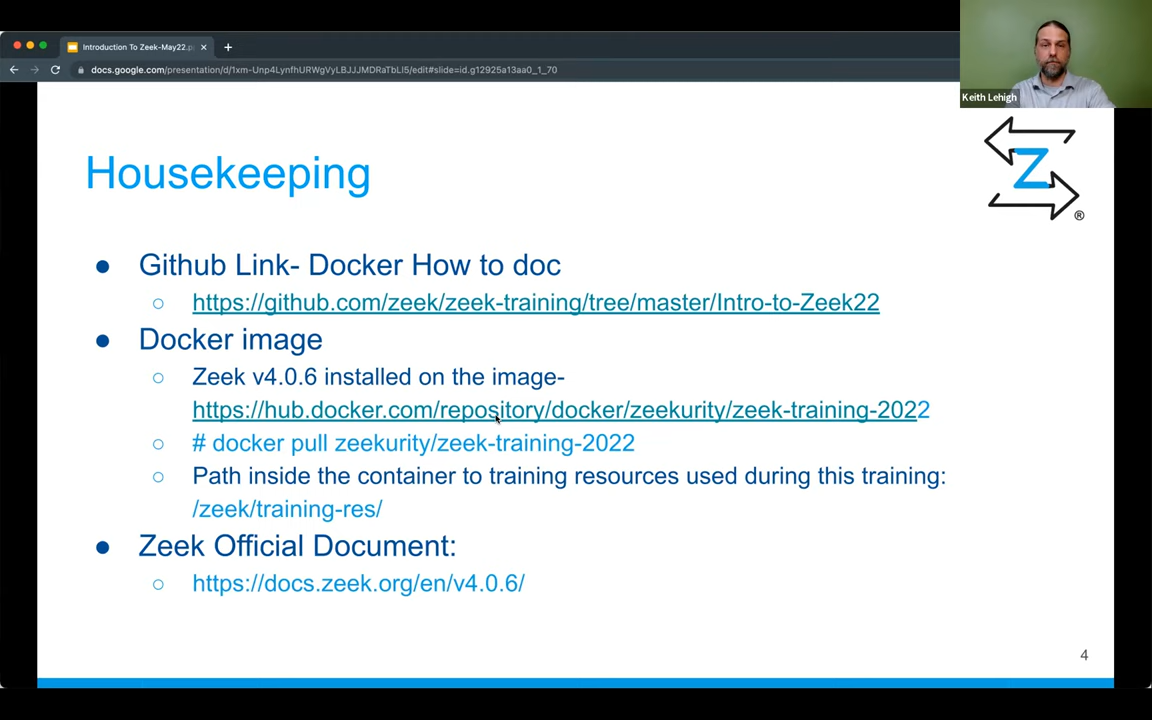 Introduction To Zeek-May22.p
docs.google.com/presentation/d/1xm-Unp4LynfhURWgVyLBJJJMDRaTbLl5/edit#slide=id.g12925a13aa0_1_70
Keith Lehigh
Z
®
Housekeeping
Github Link- Docker How to doc
https://github.com/zeek/zeek-training/tree/master/Intro-to-Zeek22
Docker image
Zeek v4.0.6 installed on the image-
https://hub.docker.com/repository/docker/zeekurity/zeek-training-2022
# docker pull zeekurity/zeek-training-2022
Path inside the container to training resources used during this training:
/zeek/training-res/
Zeek Official Document:
https://docs.zeek.org/en/v4.0.6/
4